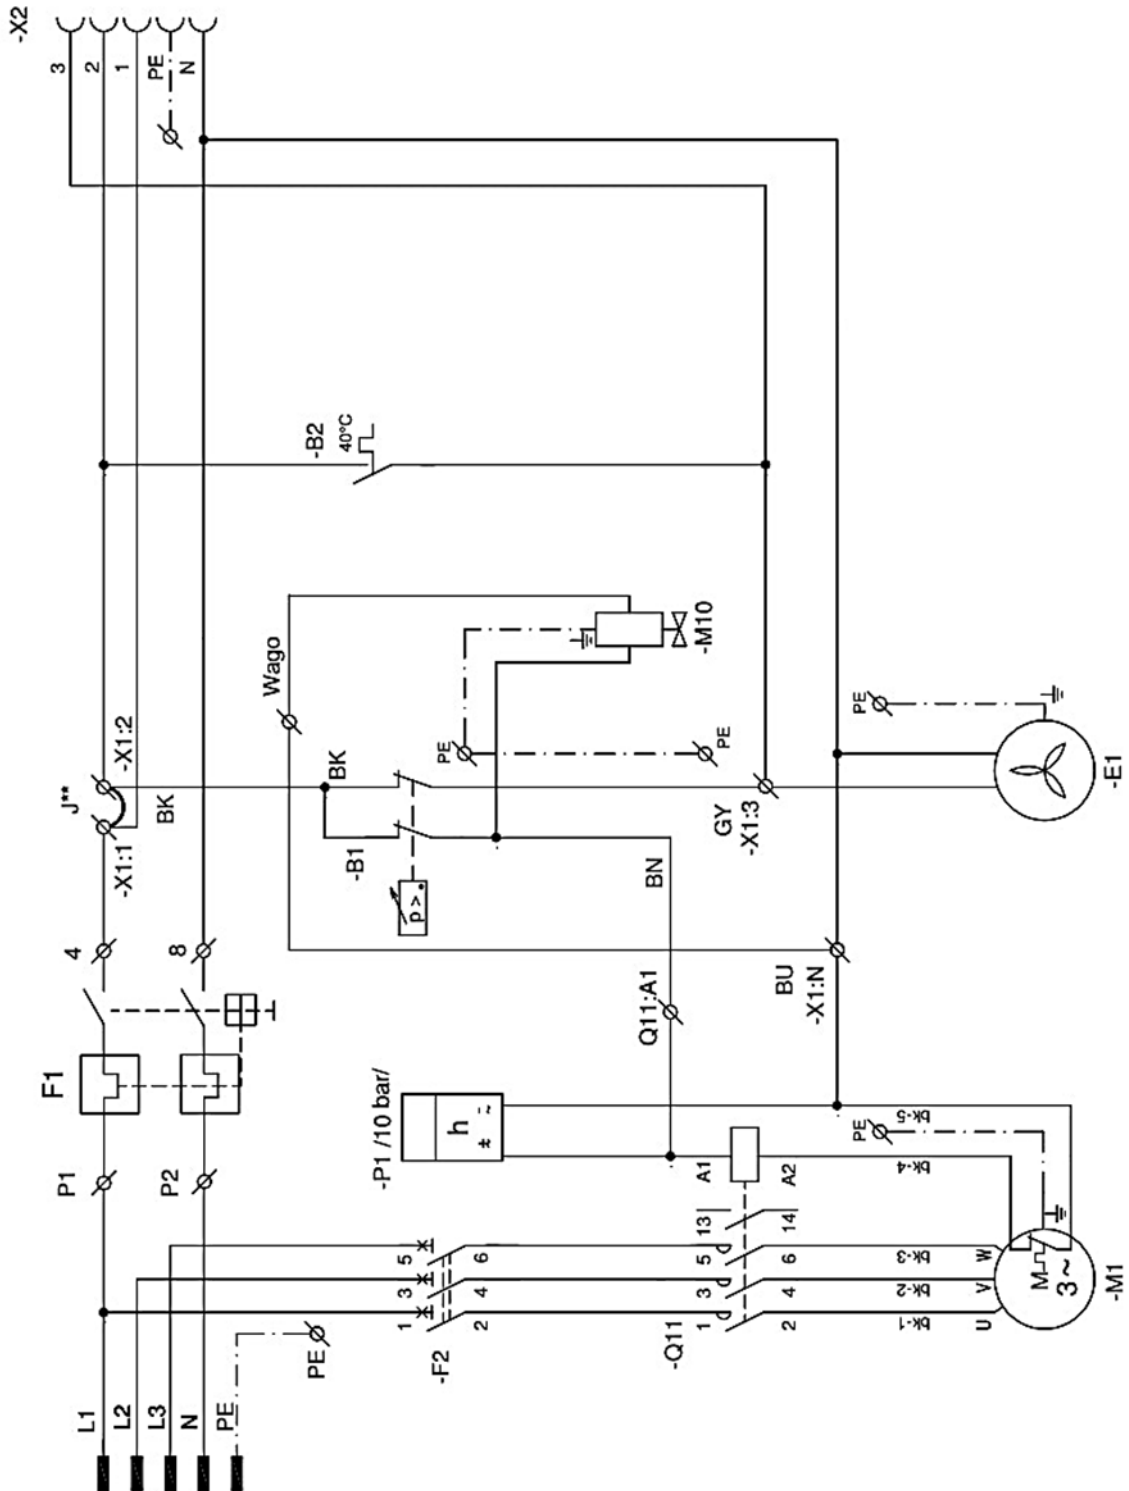 -X2
3
2
1
PE
N
-B2
40°C
Wago
-M10
J**
-X1:2
BK
-X1:1
BK
-B1
p>
PE
PE
GY
-X1:3
PE
-E1
4
8
BN
F1
Q11:A1
BU
-X1:N
-P1 /10 bar/
h
P1
P2
A1
A2
bk-5
PE
bk-4
13
14
5
6
5
6
bk-3
W
3
4
3
4
bk-2
V
1
2
1
2
bk-1
U
M
3~
-M1
-F2
-Q11
PE
L1
L2
L3
N
PE